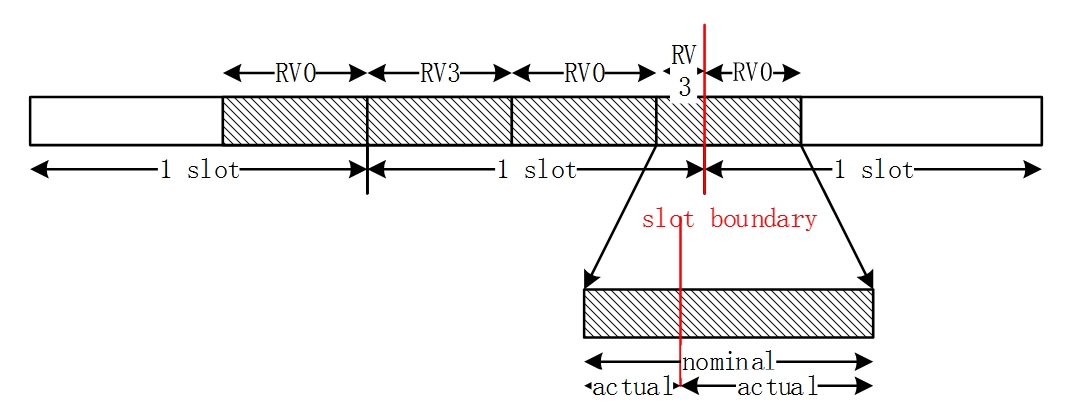 RV0 RV3 RV0 RV
3 RV0
1 slot 1 slot 1 slot
slot boundary
nominal
actual actual